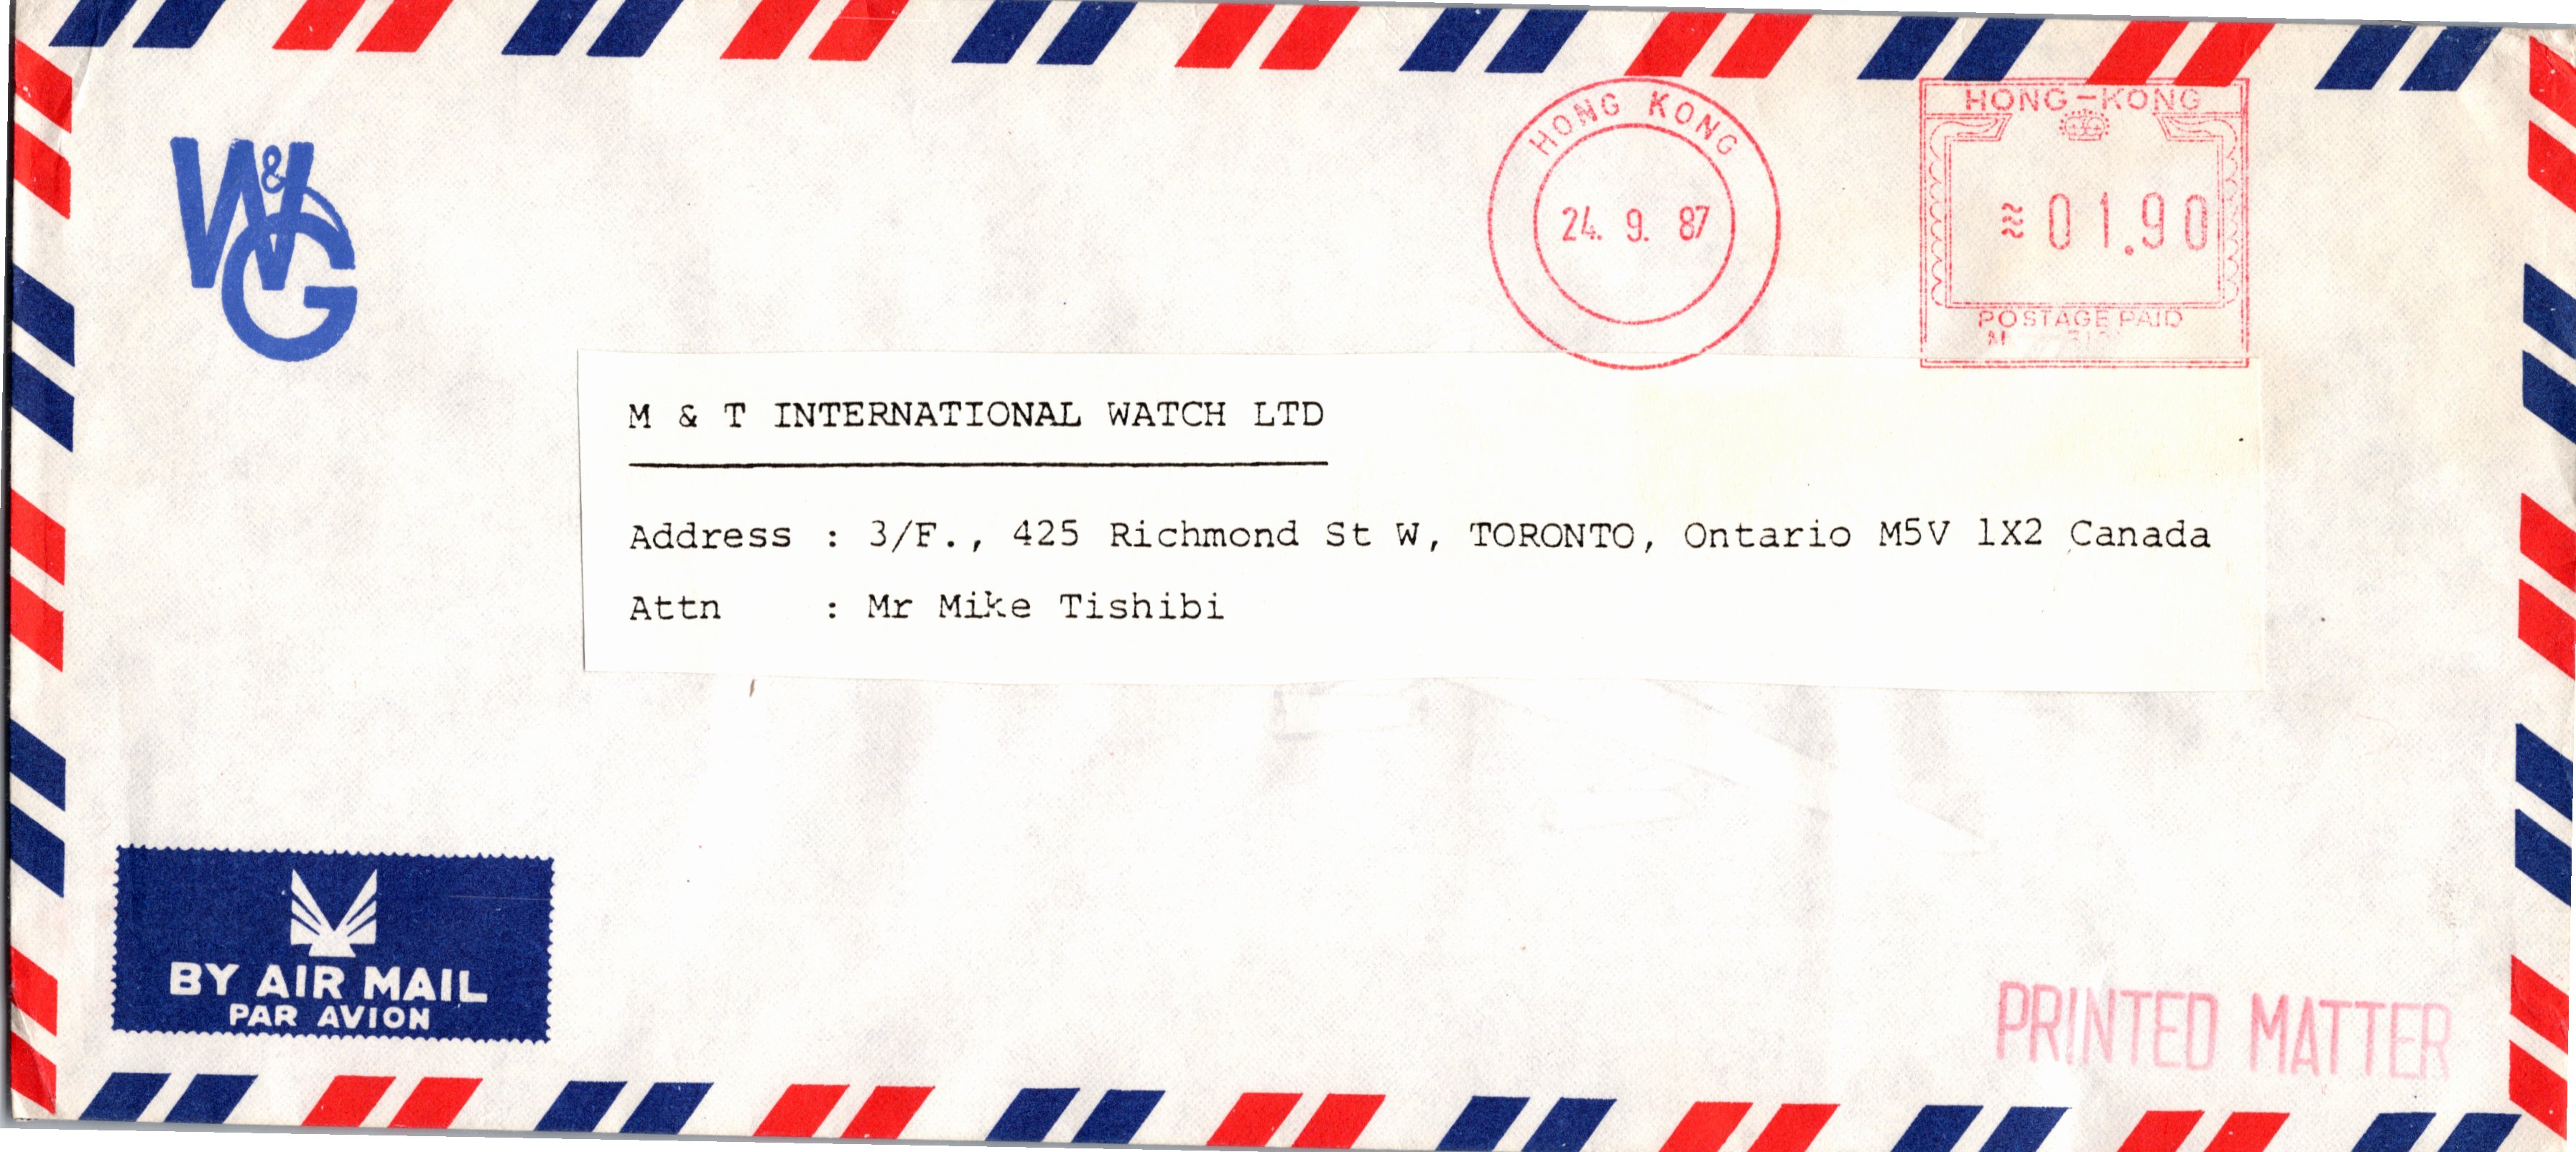 W&G
HONG KONG
24. 9. 87
HONG-KONG
01.90
POSTAGE PAID
M & T INTERNATIONAL WATCH LTD
Address : 3/F., 425 Richmond St W, TORONTO, Ontario M5V 1X2 Canada
Attn : Mr Mike Tishibi
BY AIR MAIL
PAR AVION
PRINTED MATTER